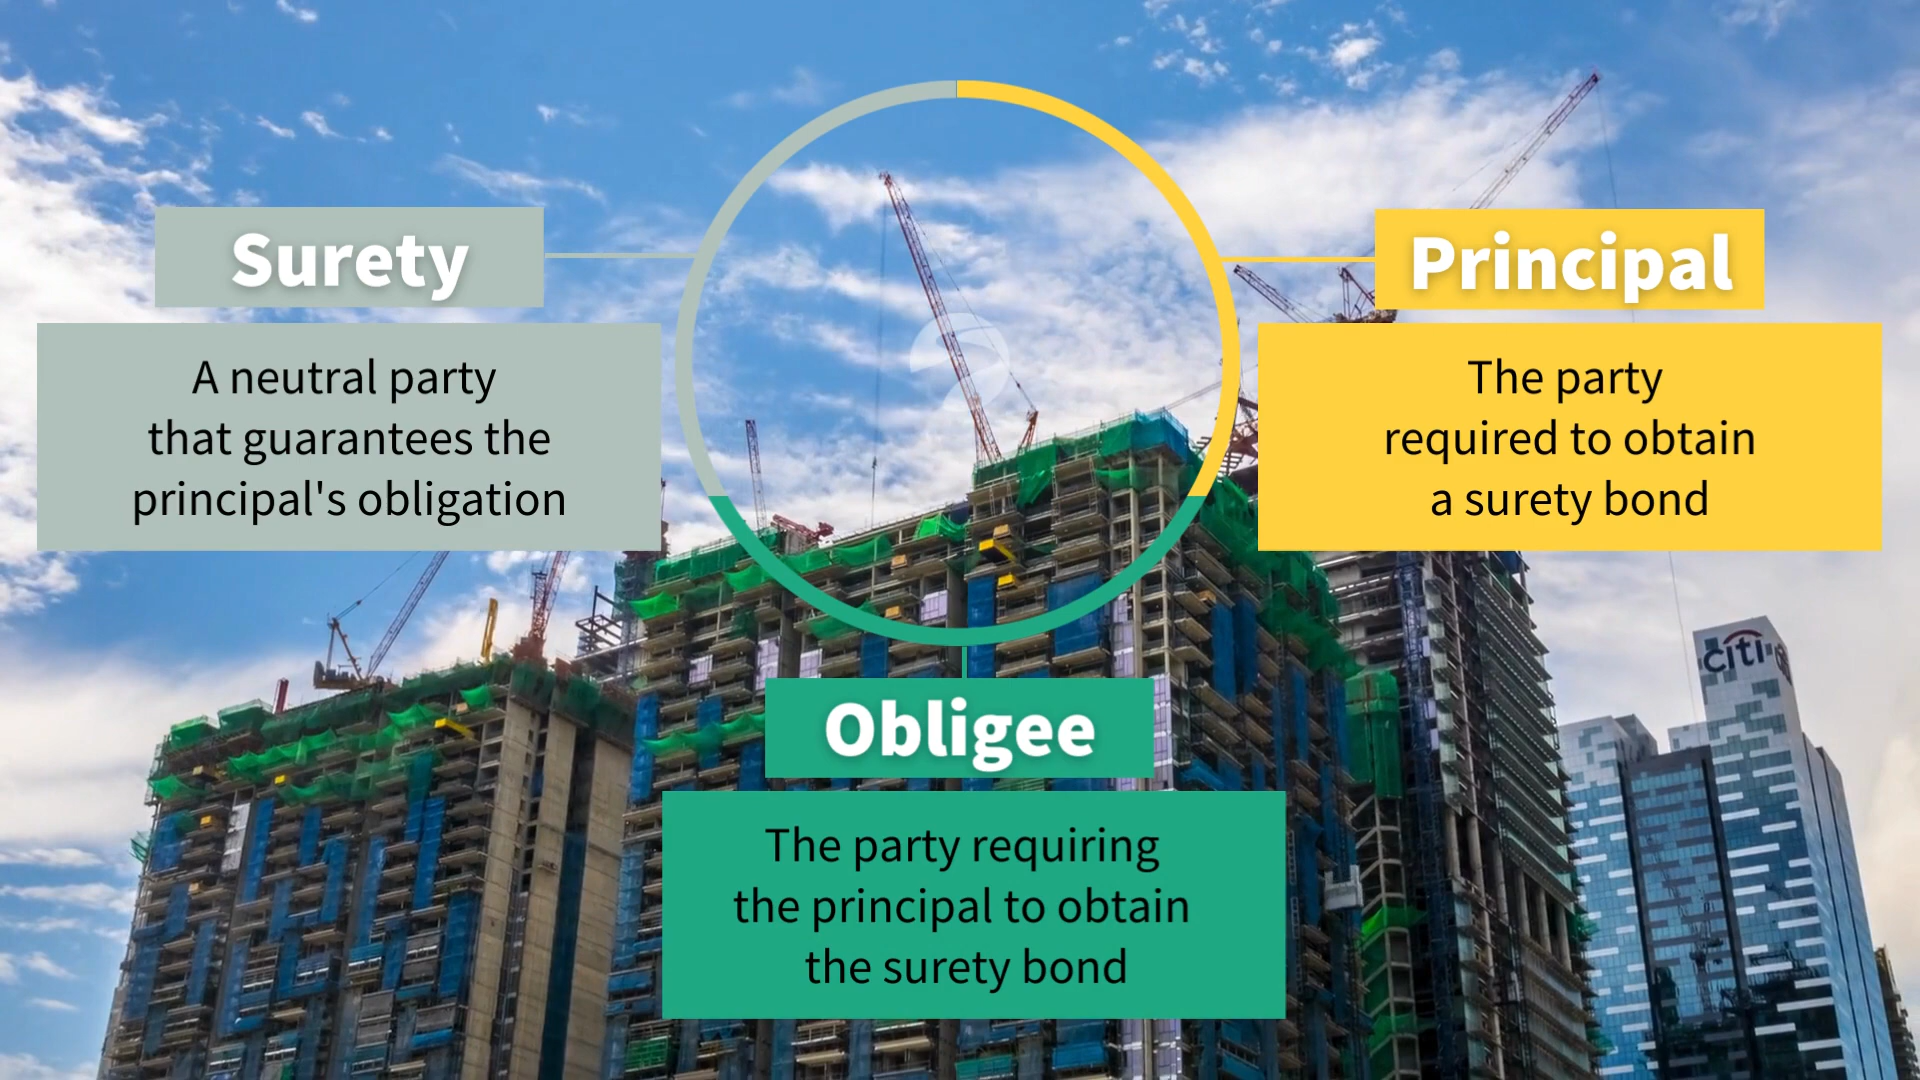 Surety
A neutral party
that guarantees the
principal's obligation
Principal
The party
required to obtain
a surety bond
Obligee
The party requiring
the principal to obtain
the surety bond
citi